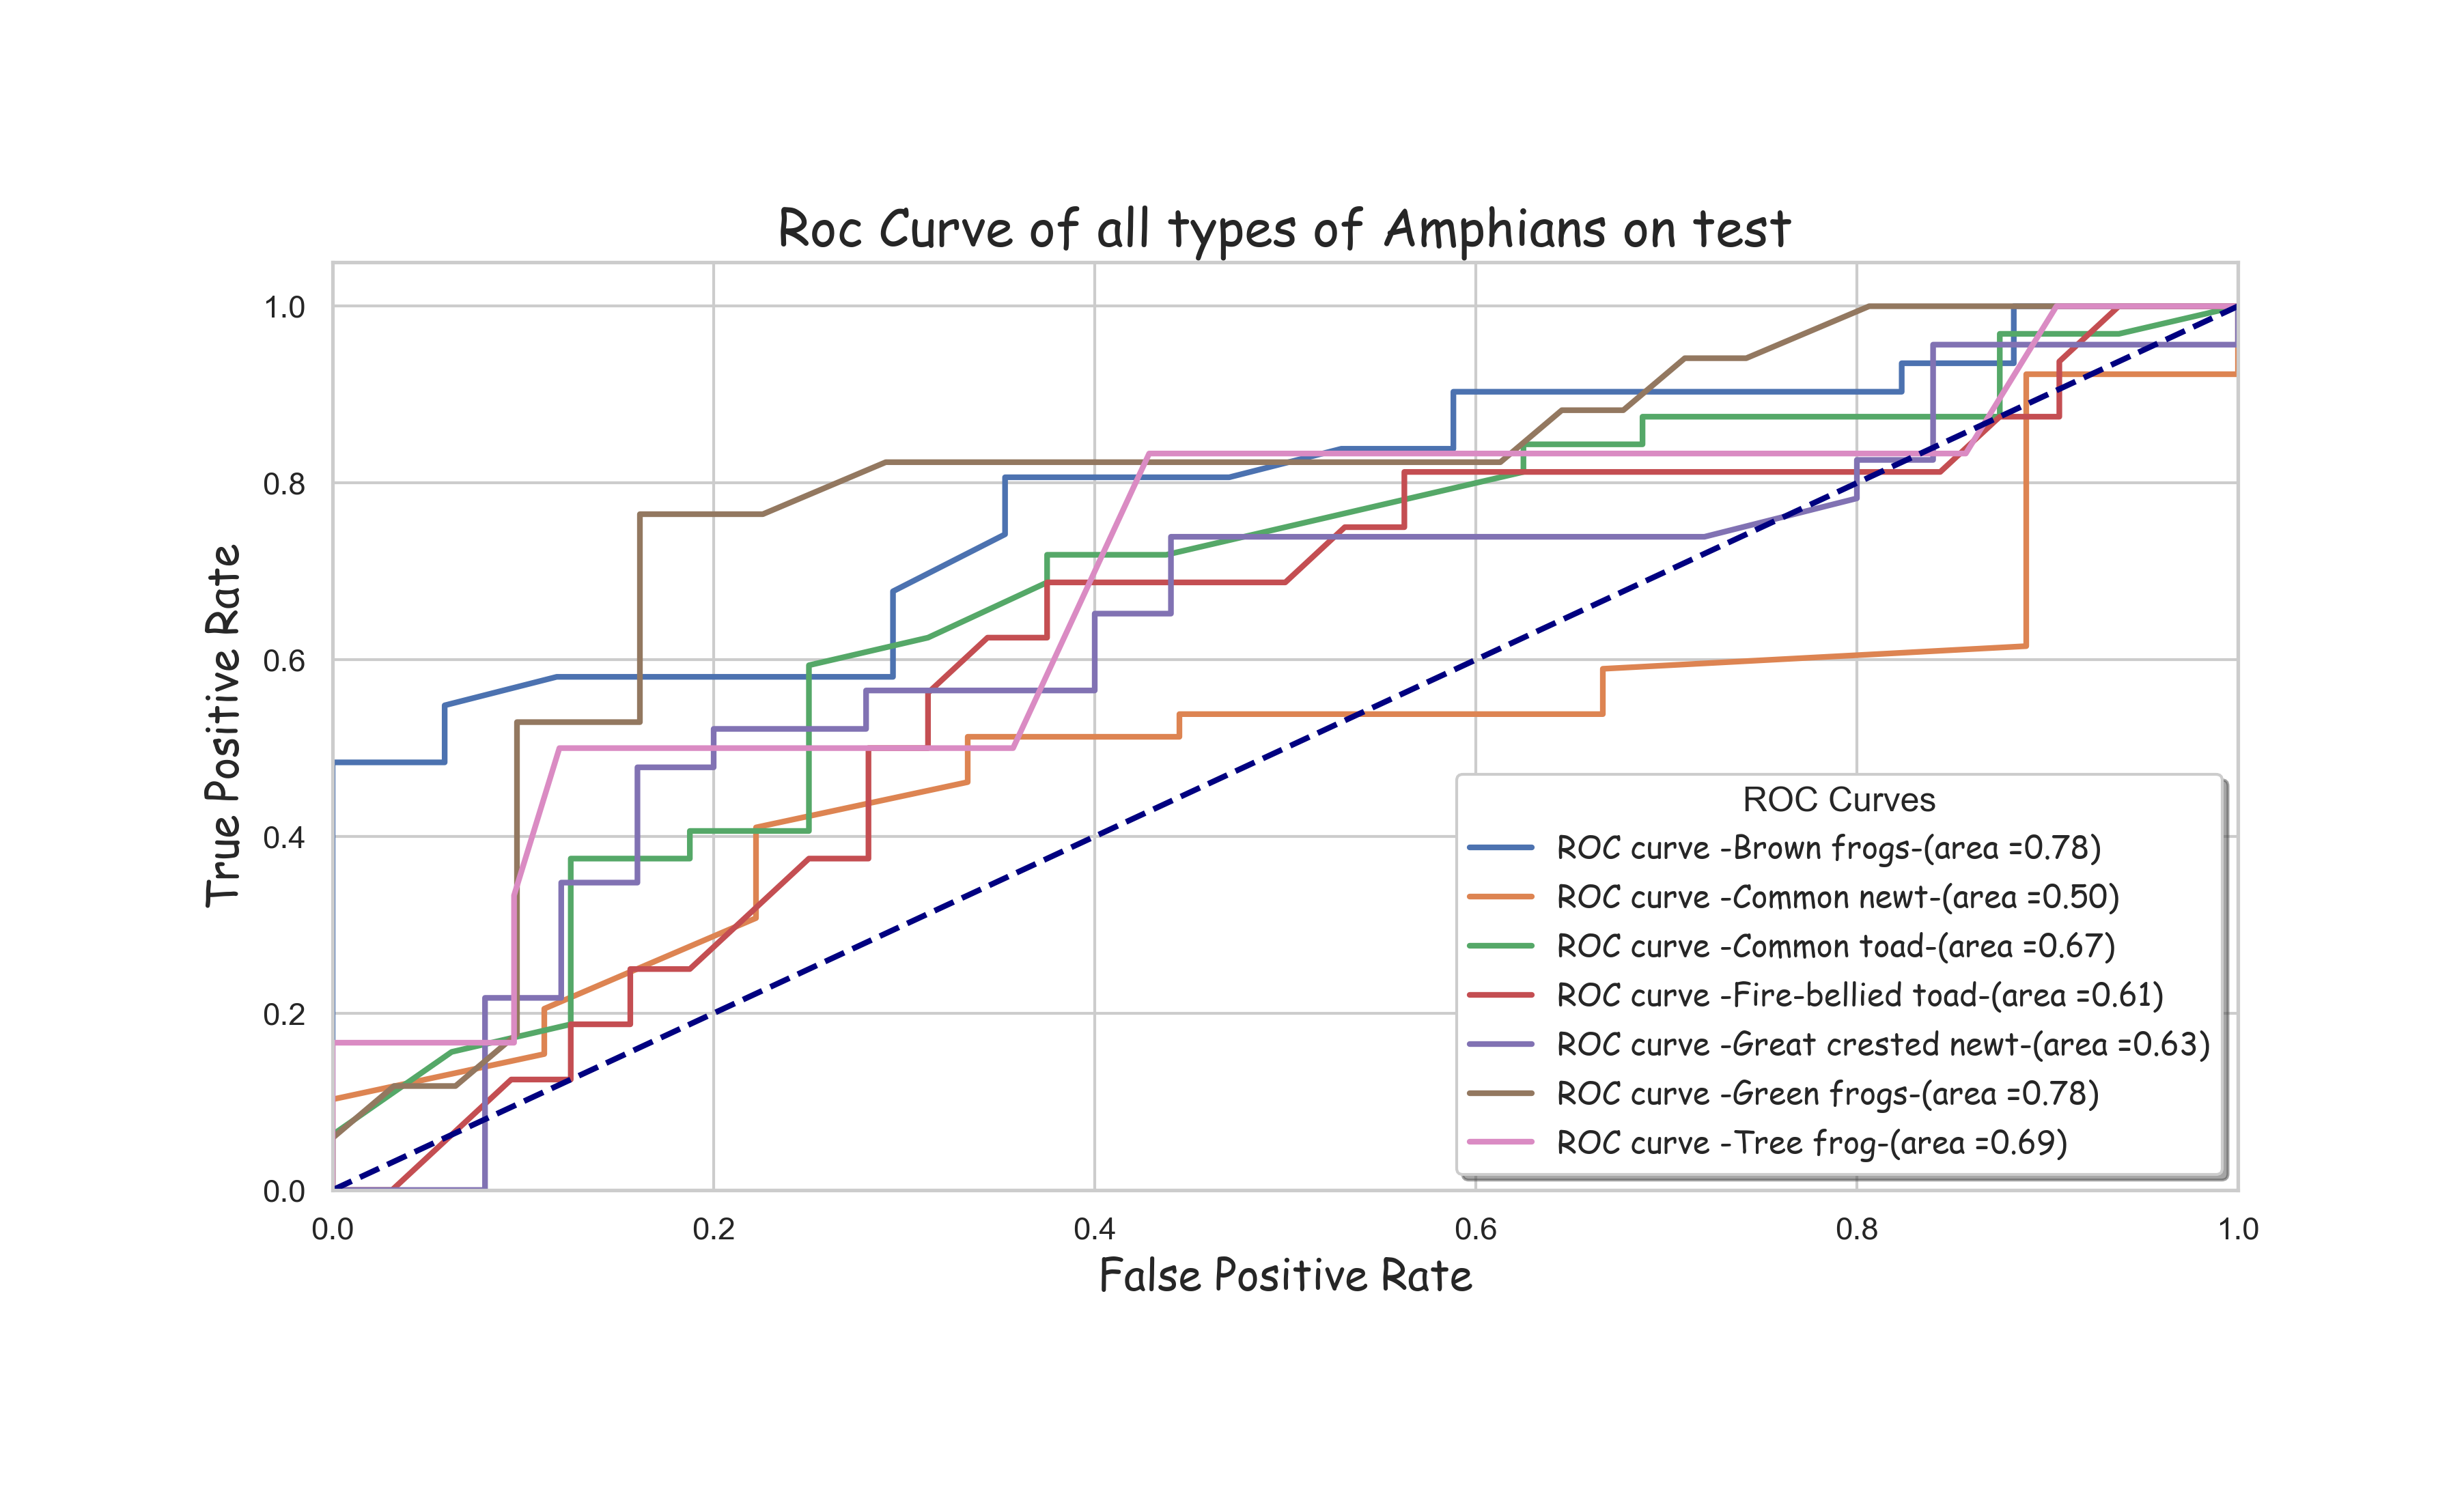 Roc Curve of all types of Amphians on test
True Positive Rate
1.0
0.8
0.6
0.4
0.2
0.0
ROC Curves
ROC curve -Brown frogs-(area =0.78)
ROC curve -Common newt-(area =0.50)
ROC curve -Common toad-(area =0.67)
ROC curve -Fire-bellied toad-(area =0.61)
ROC curve -Great crested newt-(area =0.63)
ROC curve -Green frogs-(area =0.78)
ROC curve -Tree frog-(area =0.69)
0.0 0.2 0.4 0.6 0.8 1.0
False Positive Rate